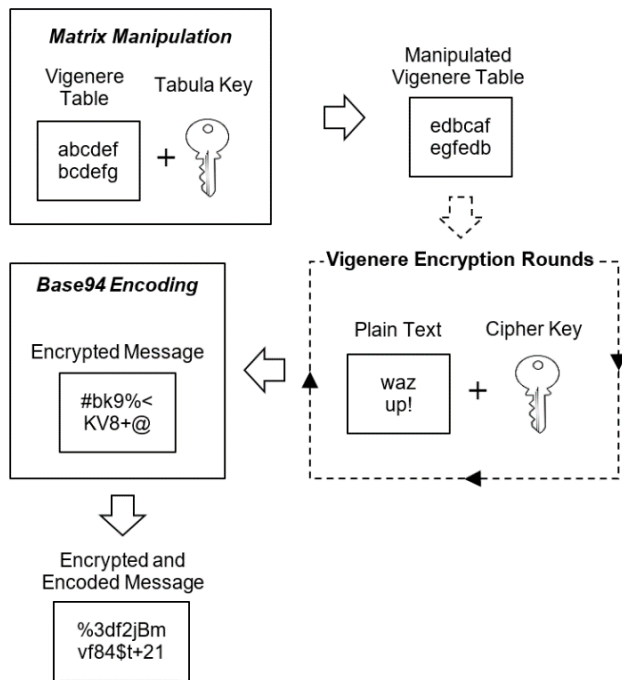 Matrix Manipulation
Vigenere
Table
Tabula Key
abcdef
bcdefg
+
Manipulated
Vigenere Table
edbcaf
egfedb
Vigenere Encryption Rounds
Plain Text
Cipher Key
waz
up!
+
Base94 Encoding
Encrypted Message
#bk9%<
KV8+@
Encrypted and
Encoded Message
%3df2jBm
vf84$t+21